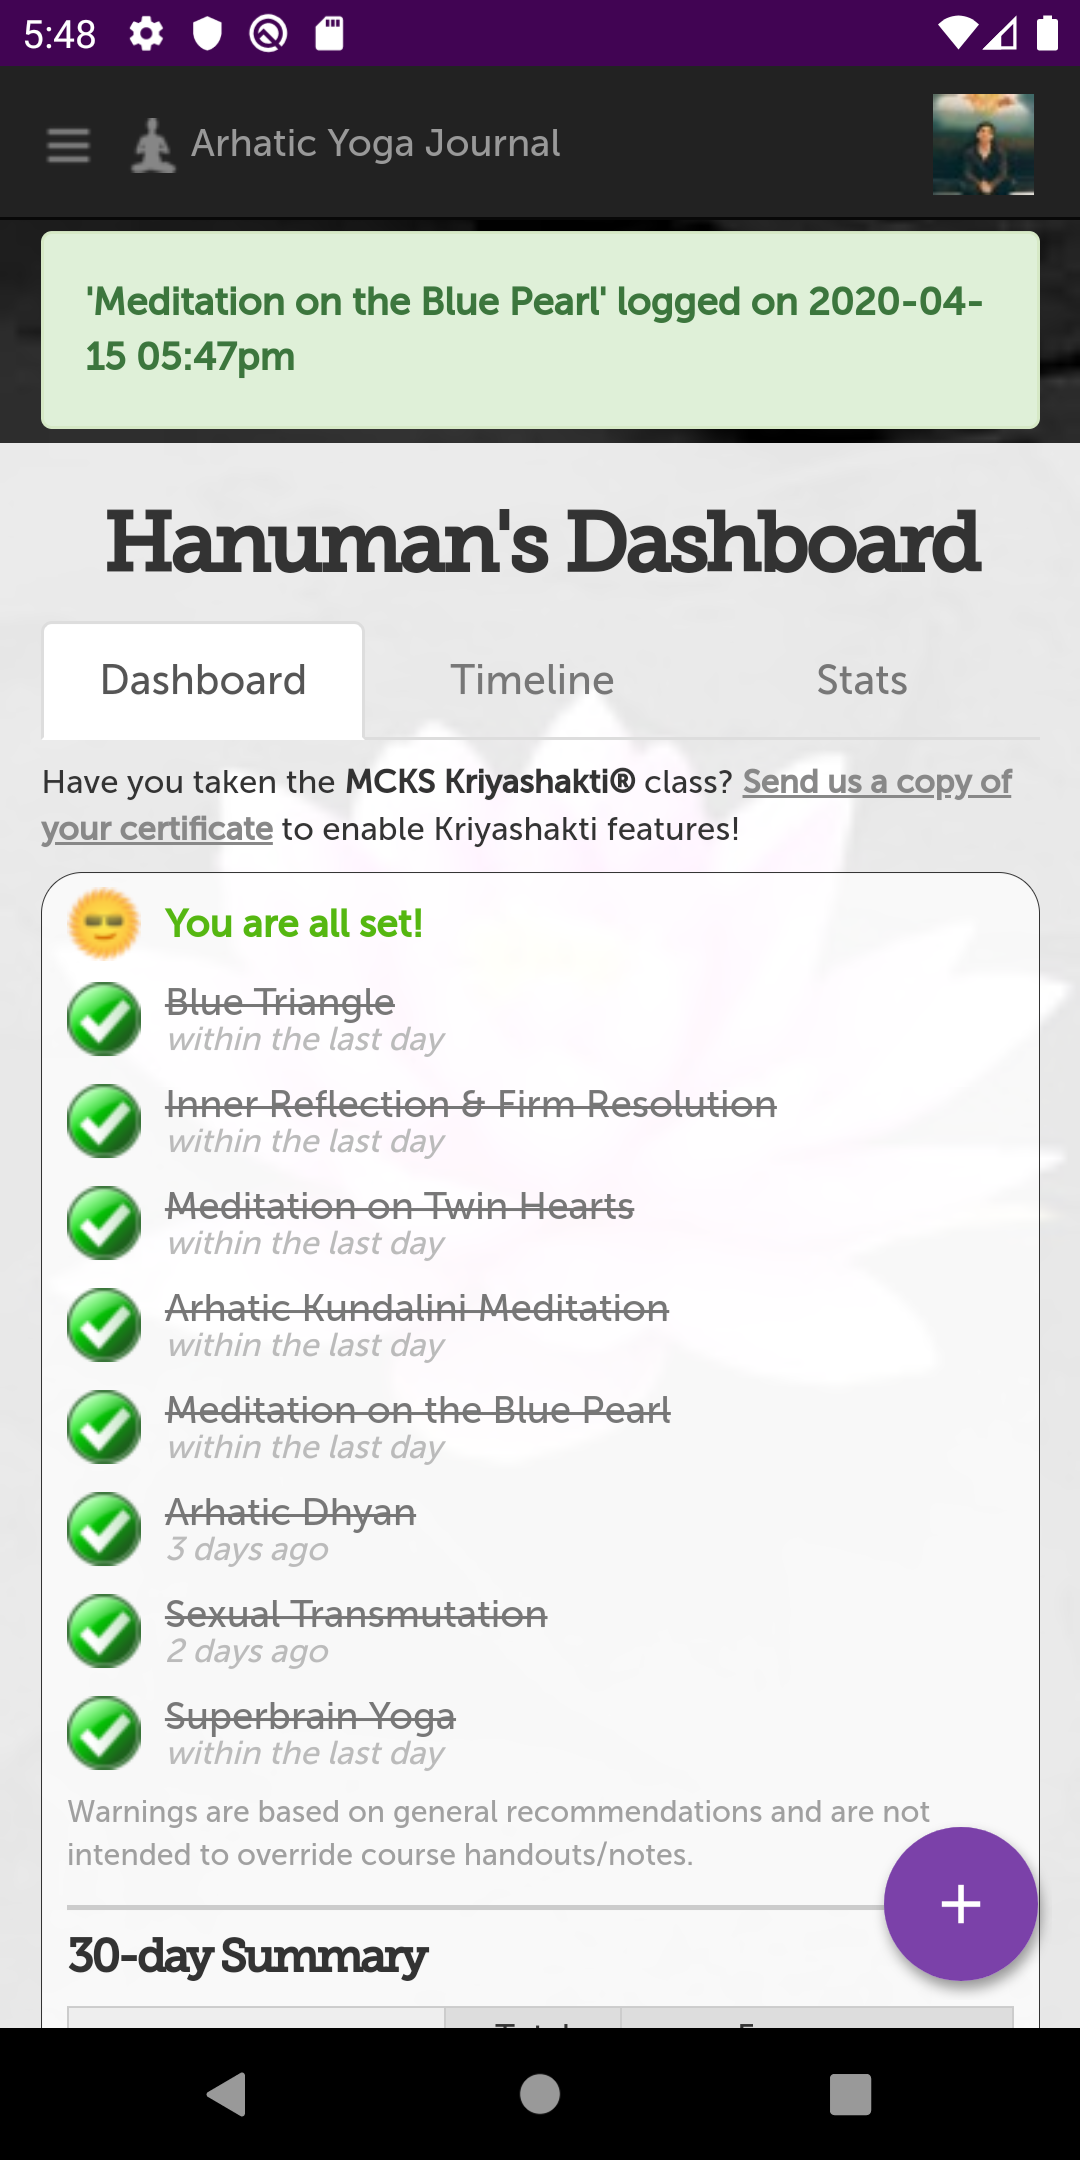 5:48
Arhatic Yoga Journal
'Meditation on the Blue Pearl' logged on 2020-04-
15 05:47pm
Hanuman's Dashboard
Dashboard Timeline Stats
Have you taken the MCKS Kriyashakti® class? Send us a copy of
your certificate to enable Kriyashakti features!
You are all set!
Blue Triangle
within the last day
Inner Reflection & Firm Resolution
within the last day
Meditation on Twin Hearts
within the last day
Arhatic Kundalini Meditation
within the last day
Meditation on the Blue Pearl
within the last day
Arhatic Dhyan
3 days ago
Sexual Transmutation
2 days ago
Superbrain Yoga
within the last day
Warnings are based on general recommendations and are not
intended to override course handouts/notes.
30-day Summary